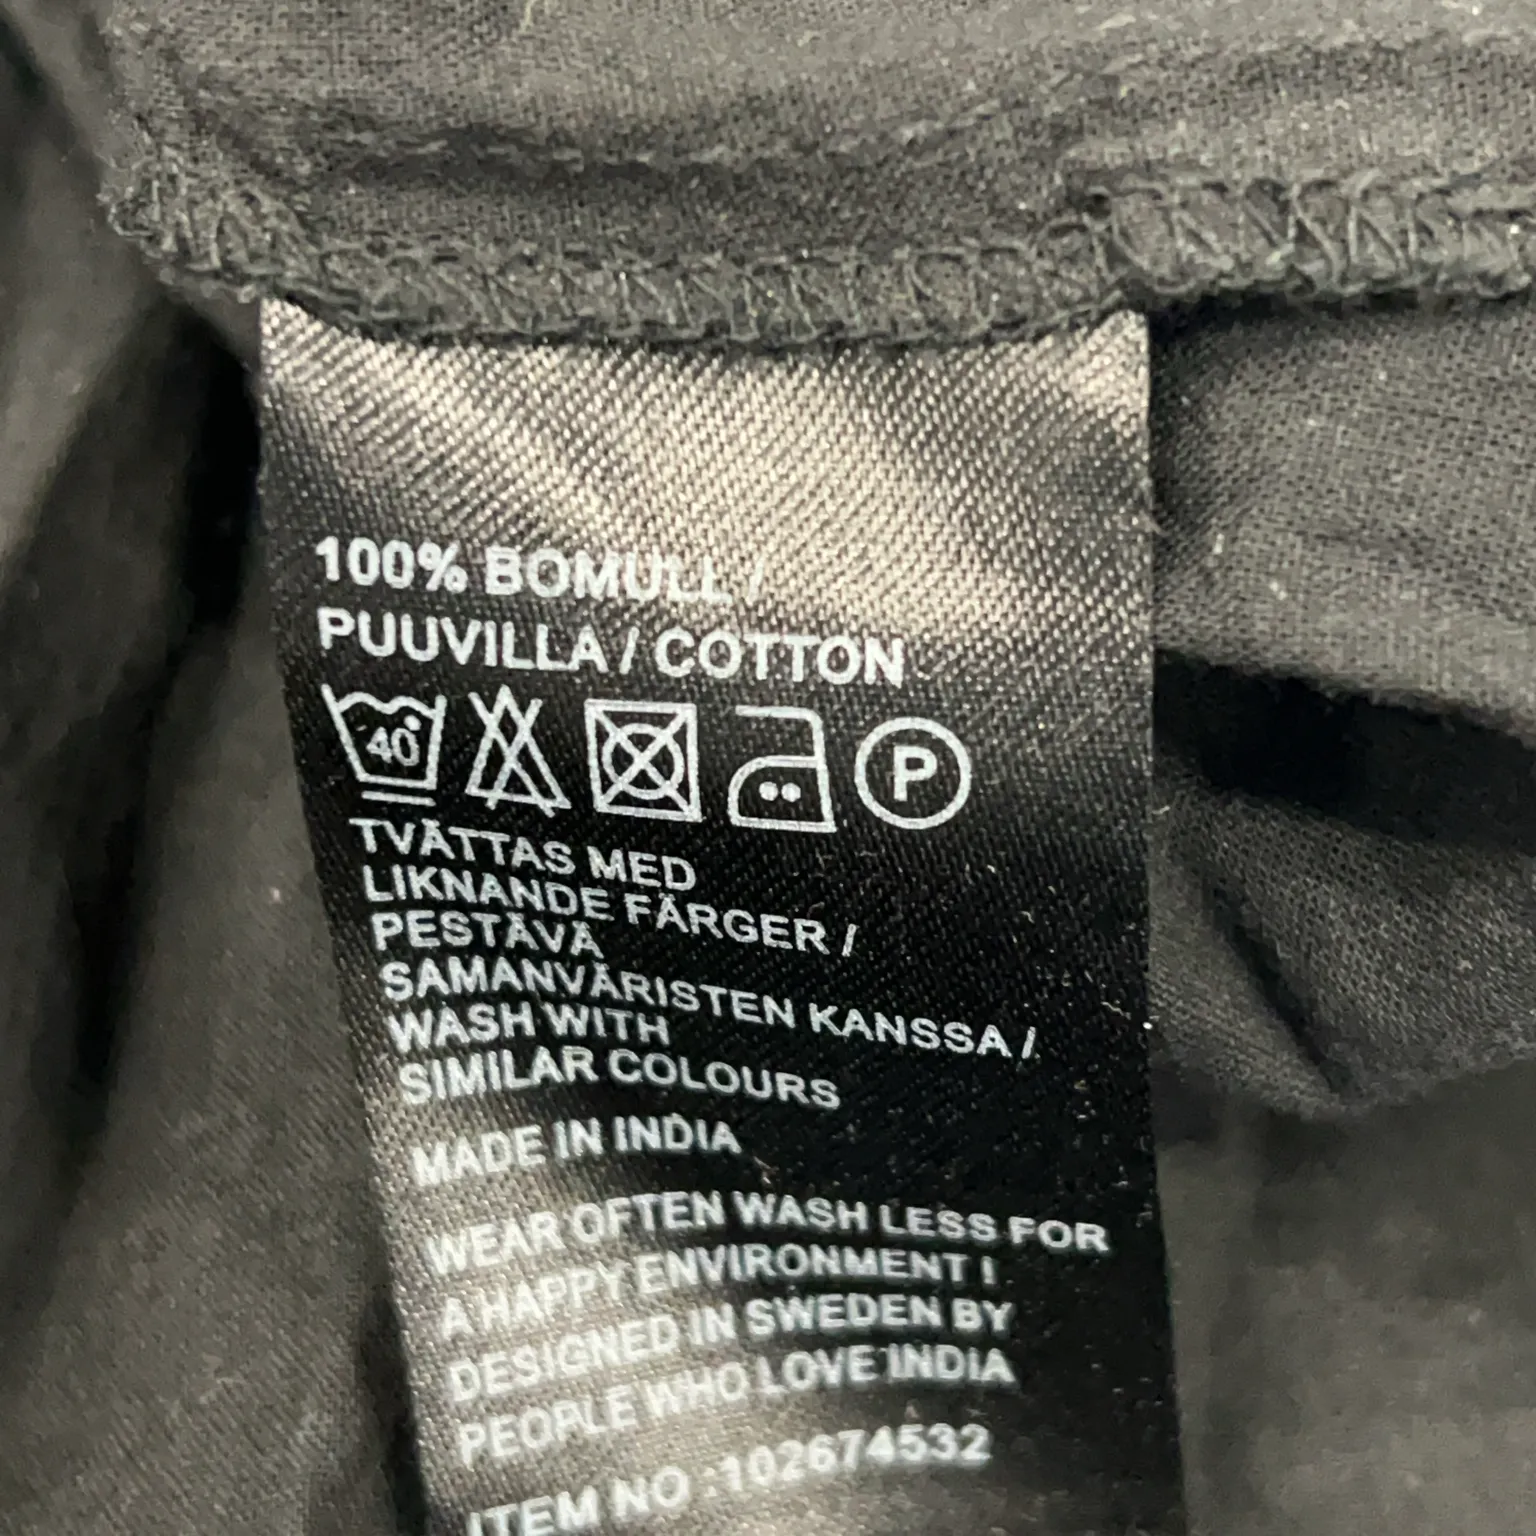 100% BOMULL /
PUUVILLA / COTTON
40°
P
TVÄTTAS MED
LIKNANDE FÄRGER /
PESTÄVÄ
SAMANVÄRISTEN KANSSA /
WASH WITH
SIMILAR COLOURS
MADE IN INDIA
WEAR OFTEN WASH LESS FOR
A HAPPY ENVIRONMENT I
DESIGNED IN SWEDEN BY
PEOPLE WHO LOVE INDIA
ITEM NO :102674532